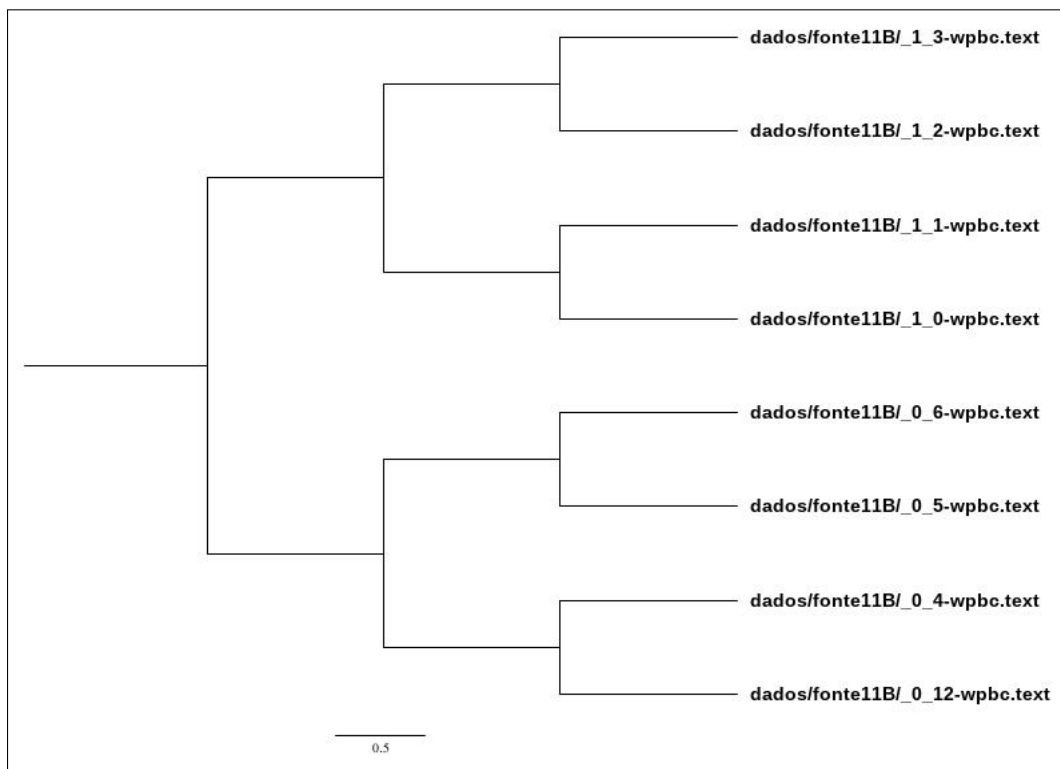 dados/fonte11B/_1_3-wpbc.text
dados/fonte11B/_1_2-wpbc.text
dados/fonte11B/_1_1-wpbc.text
dados/fonte11B/_1_0-wpbc.text
dados/fonte11B/_0_6-wpbc.text
dados/fonte11B/_0_5-wpbc.text
dados/fonte11B/_0_4-wpbc.text
dados/fonte11B/_0_12-wpbc.text
0.5